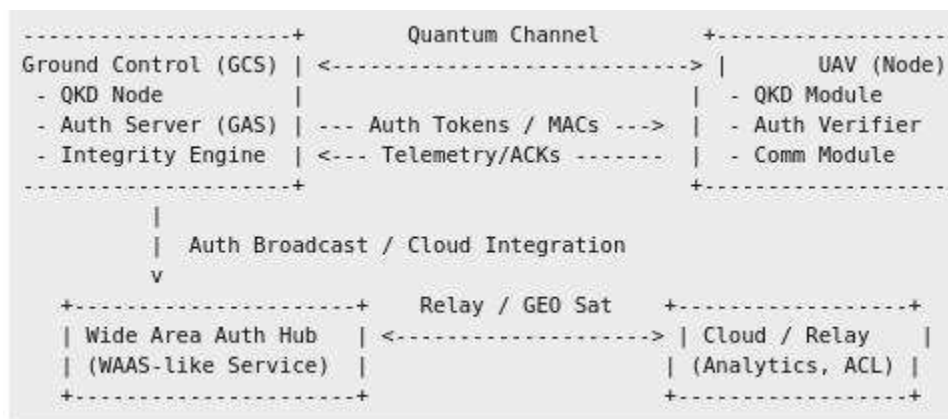 ---------------------+        Quantum Channel        +-------------------
Ground Control (GCS) | <----------------------------> |       UAV (Node)
 - QKD Node          |                               |  - QKD Module
 - Auth Server (GAS) | --- Auth Tokens / MACs --->  |  - Auth Verifier
 - Integrity Engine  | <--- Telemetry/ACKs -------  |  - Comm Module
---------------------+                               +-------------------
          |
          |  Auth Broadcast / Cloud Integration
          v
   +----------------------+    Relay / GEO Sat    +-------------------+
   | Wide Area Auth Hub   | <--------------------> | Cloud / Relay    |
   | (WAAS-like Service)  |                       | (Analytics, ACL) |
   +----------------------+                       +-------------------+